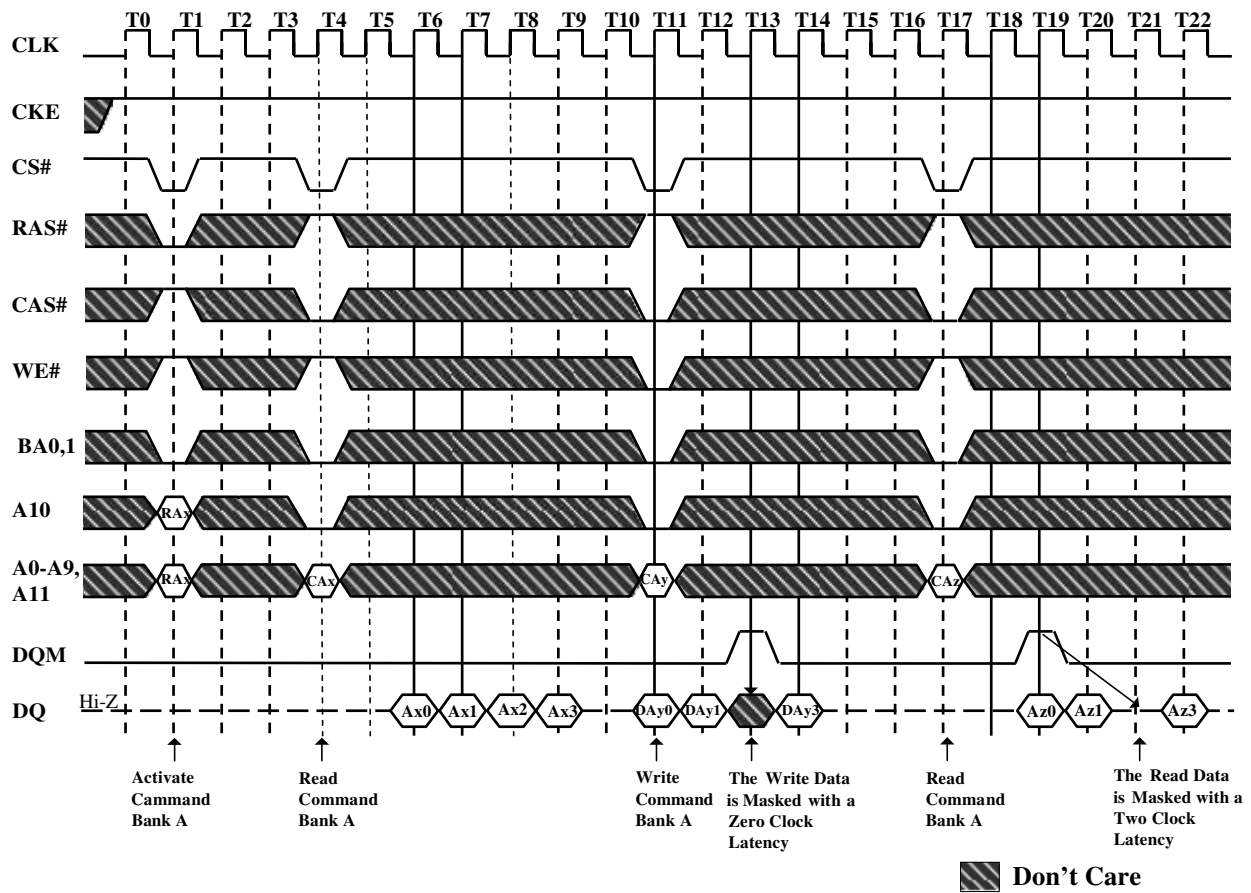 T0 T1 T2 T3 T4 T5 T6 T7 T8 T9 T10 T11 T12 T13 T14 T15 T16 T17 T18 T19 T20 T21 T22
CLK
CKE
CS#
RAS#
CAS#
WE#
BA0,1
A10
RAx
A0-A9,
A11
RAx CAx CAy CAz
DQM
DQ
Hi-Z
Ax0 Ax1 Ax2 Ax3 DAy0 DAy1 DAy3 Az0 Az1 Az3
Activate
Cammand
Bank A
Read
Command
Bank A
Write
Command
Bank A
The Write Data
is Masked with a
Zero Clock
Latency
Read
Command
Bank A
The Read Data
is Masked with a
Two Clock
Latency
Don't Care